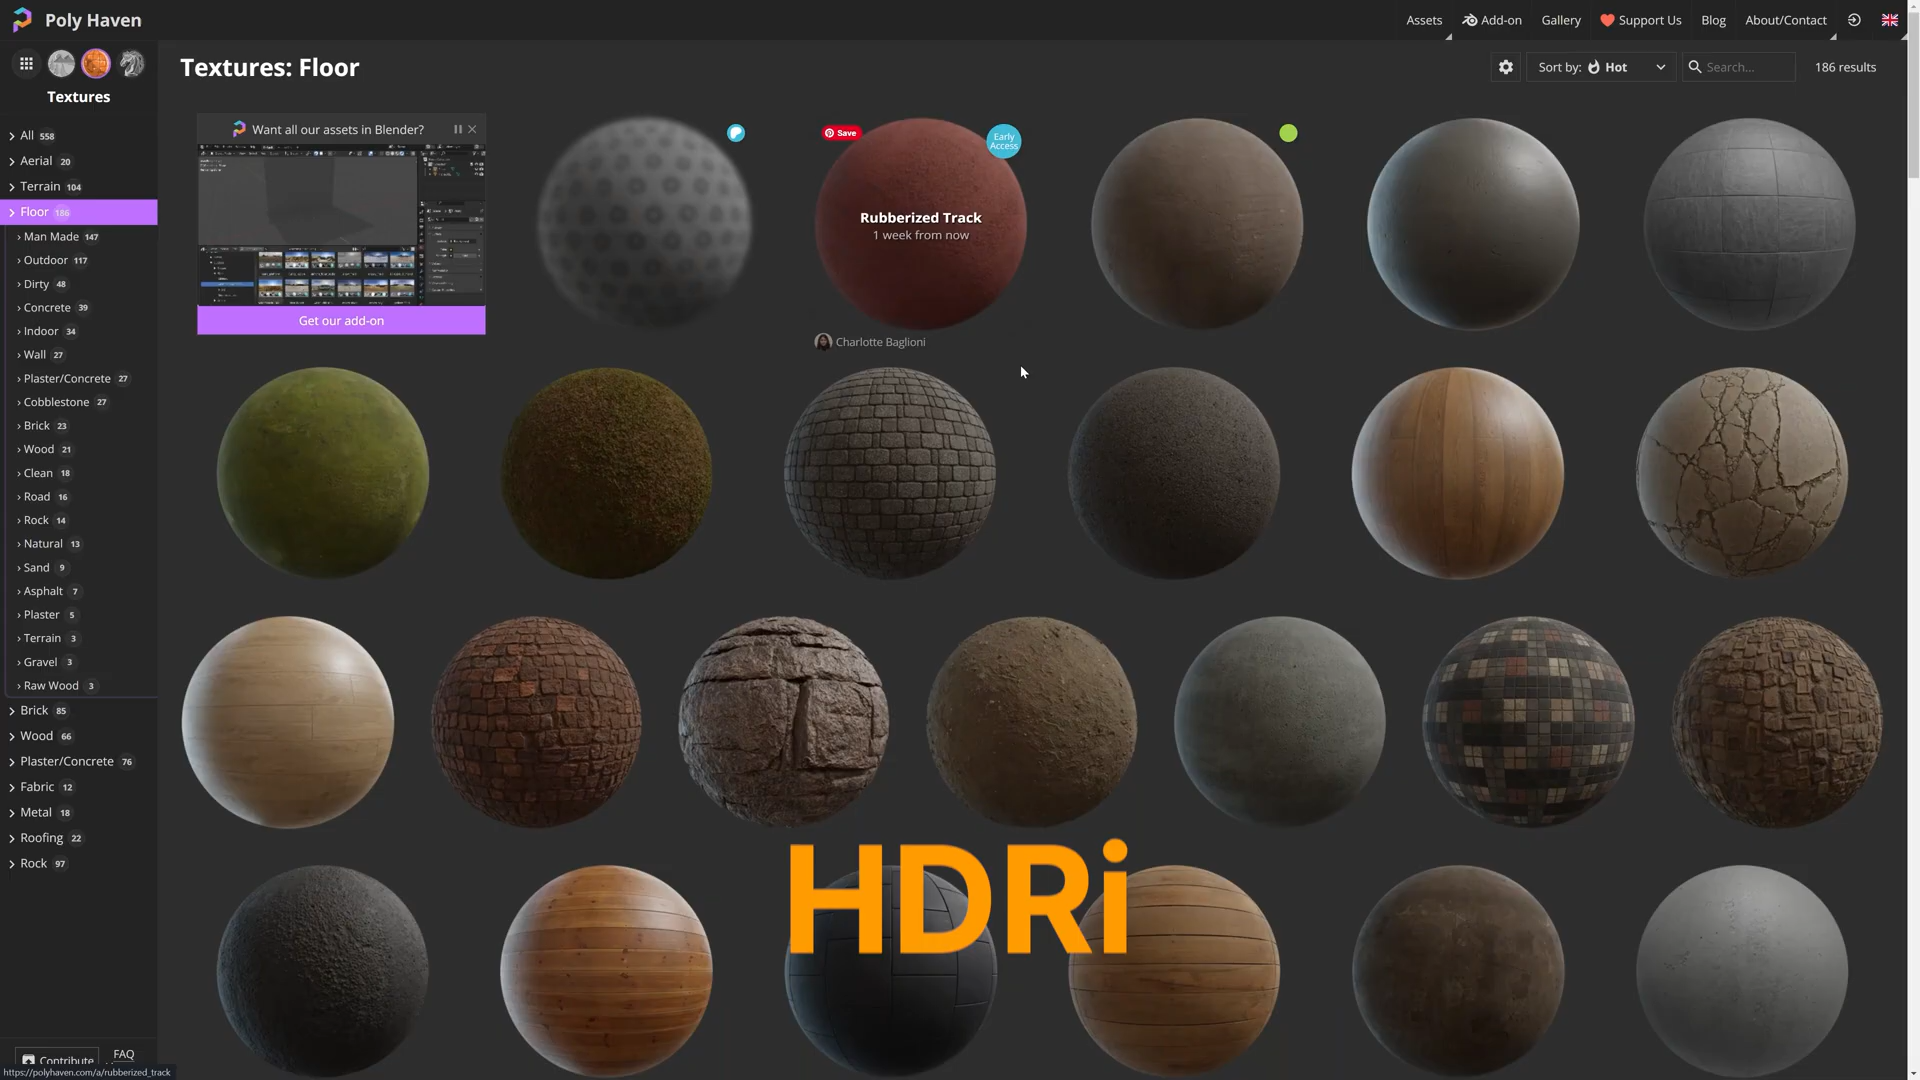 Poly Haven
Assets
Add-on
Gallery
Support Us
Blog
About/Contact
Textures
Textures: Floor
Sort by: Hot
Search...
186 results
All 558
Aerial 20
Terrain 104
Floor 186
Man Made 147
Outdoor 117
Dirty 48
Concrete 39
Indoor 34
Wall 27
Plaster/Concrete 27
Cobblestone 27
Brick 23
Wood 21
Clean 18
Road 16
Rock 14
Natural 13
Sand 9
Asphalt 7
Plaster 5
Terrain 3
Gravel 3
Raw Wood 3
Brick 85
Wood 66
Plaster/Concrete 76
Fabric 12
Metal 18
Roofing 22
Rock 97
Contribute
FAQ
https://polyhaven.com/a/rubberized_track
Want all our assets in Blender?
Get our add-on
Save
Early
Access
Rubberized Track
1 week from now
Charlotte Baglioni
HDRi